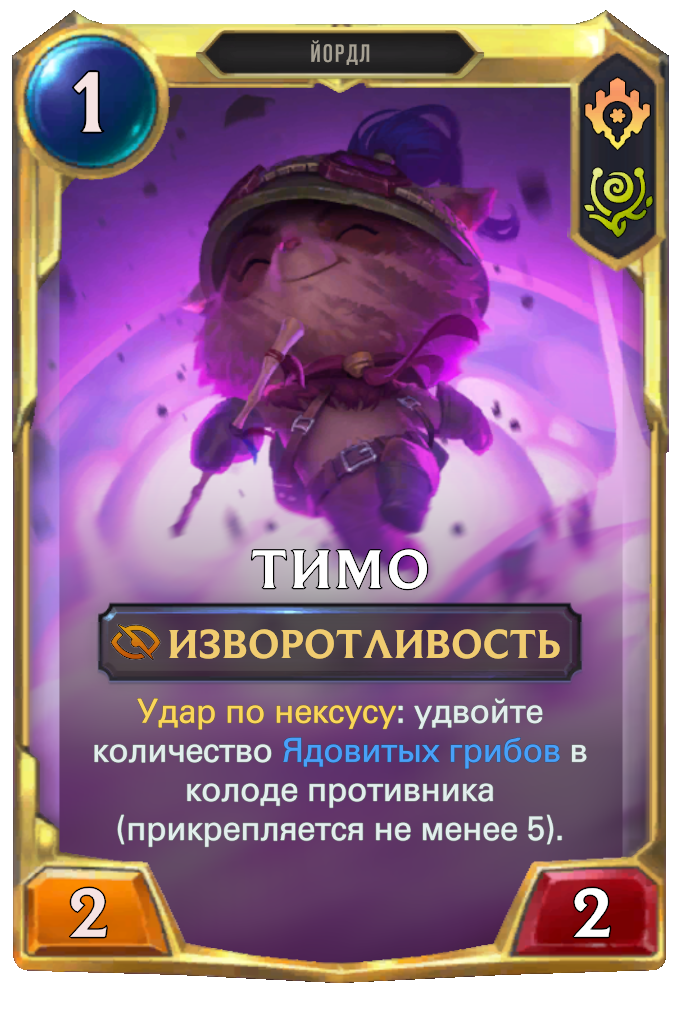 ЙОРДЛ
1
ТИМО
ИЗВОРОТЛИВОСТЬ
Удар по нексусу: удвойте
количество Ядовитых грибов в
колоде противника
(прикрепляется не менее 5).
2
2